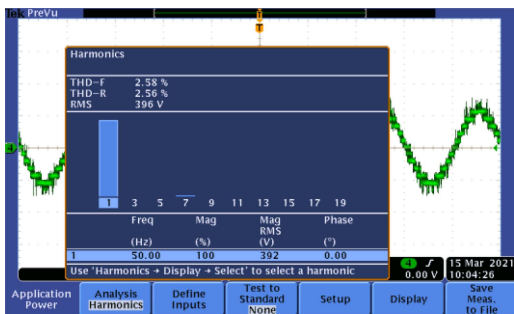 Tek PreVu
T
Harmonics
THD-F 2.58 %
THD-R 2.56 %
RMS 396 V
1 3 5 7 9 11 13 15 17 19
Freq Mag Mag Phase
RMS
(Hz) (%) (V) (°)
1 50.00 100 392 0.00
Use 'Harmonics → Display → Select' to select a harmonic
4
4 0.00 V
15 Mar 2021
10:04:26
Application
Power
Analysis
Harmonics
Define
Inputs
Test to
Standard
None
Setup
Display
Save
Meas.
to File